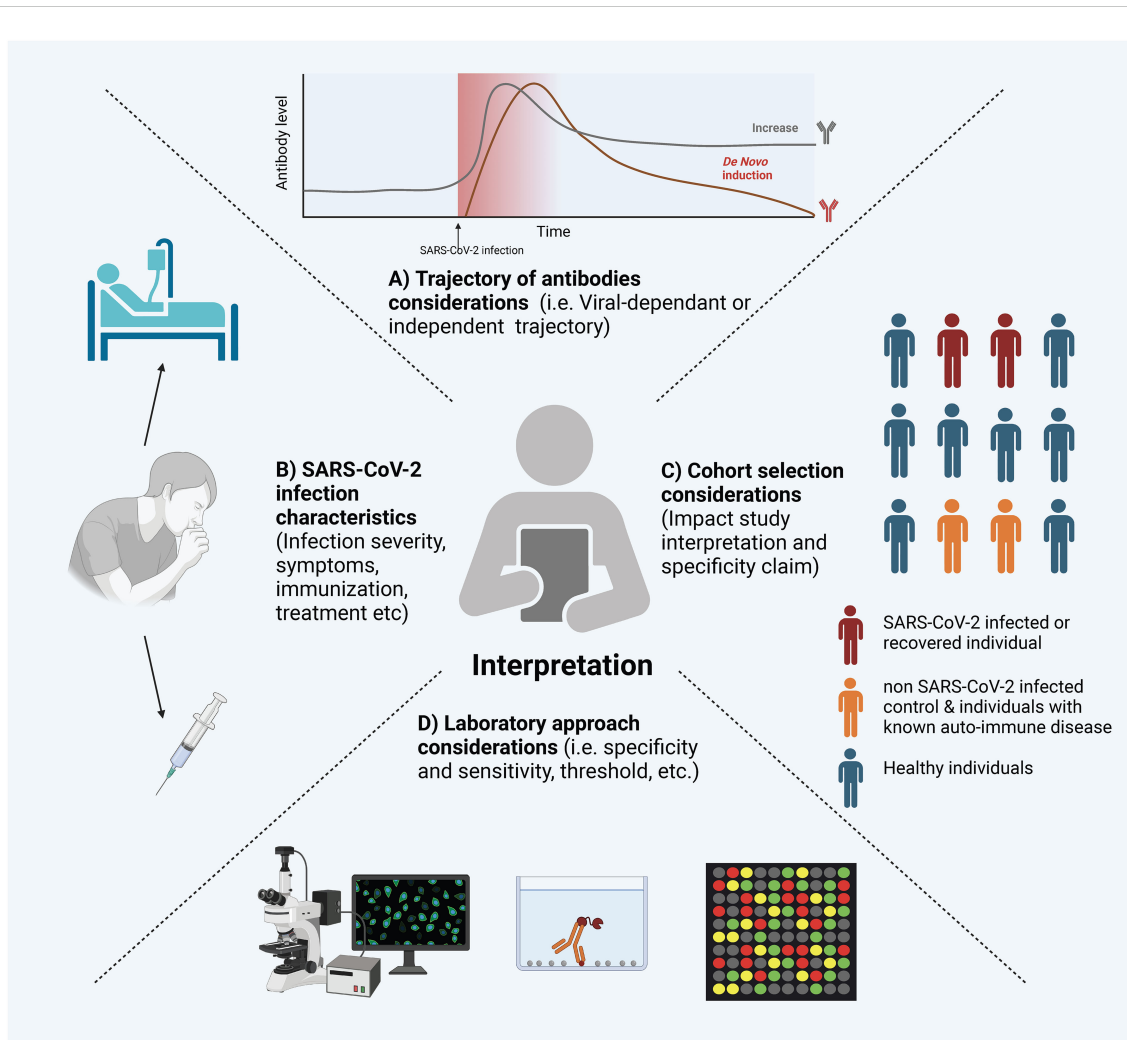 Antibody level
Increase
De Novo
induction
Time
SARS-CoV-2 infection
A) Trajectory of antibodies
considerations (i.e. Viral-dependant or
independent trajectory)
B) SARS-CoV-2
infection
characteristics
(Infection severity,
symptoms,
immunization,
treatment etc)
C) Cohort selection
considerations
(Impact study
interpretation and
specificity claim)
SARS-CoV-2 infected or
recovered individual
non SARS-CoV-2 infected
control & individuals with
known auto-immune disease
Healthy individuals
Interpretation
D) Laboratory approach
considerations (i.e. specificity
and sensitivity, threshold, etc.)